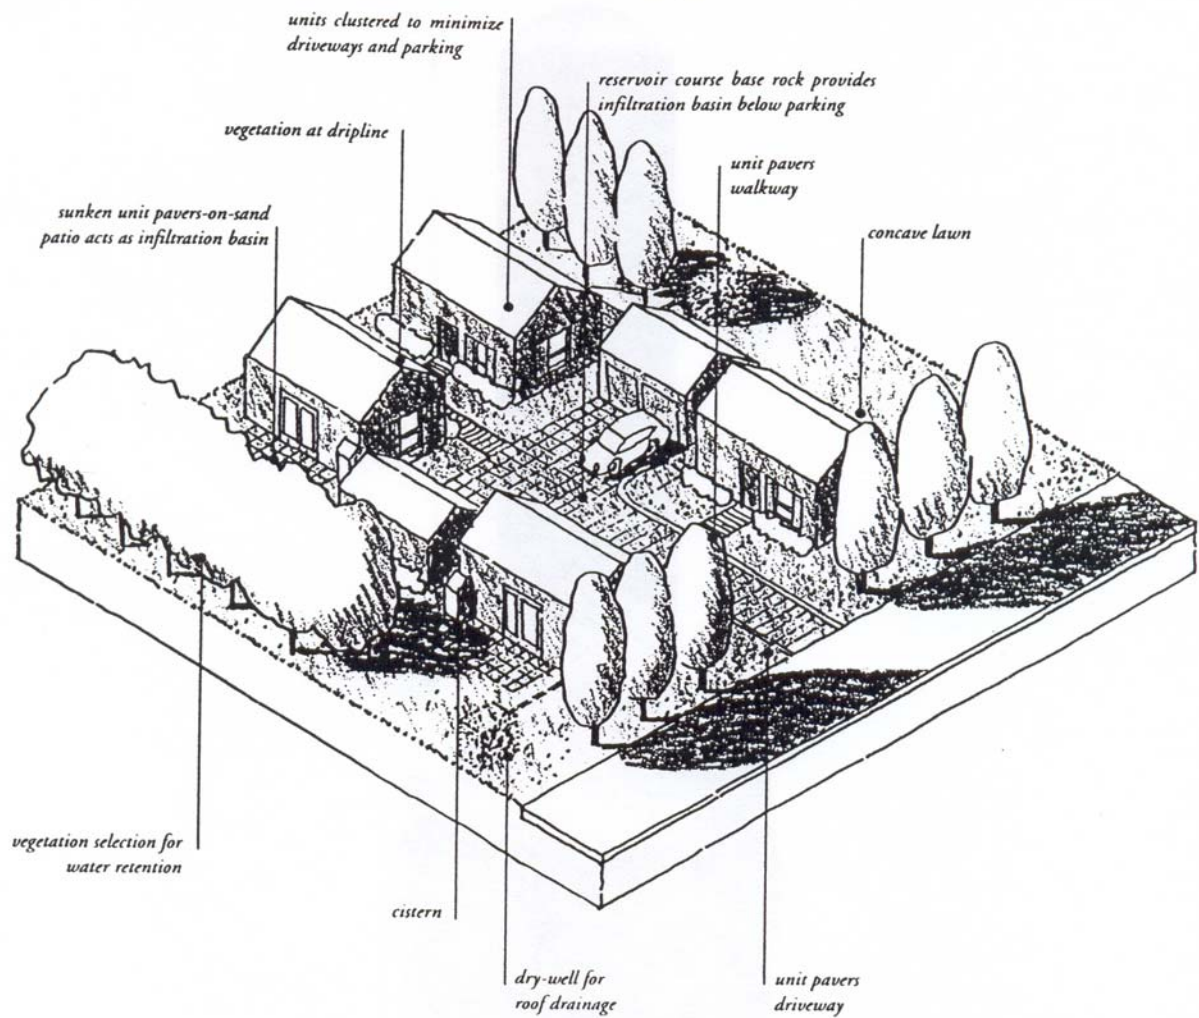 units clustered to minimize
driveways and parking
reservoir course base rock provides
infiltration basin below parking
vegetation at dripline
unit pavers
walkway
sunken unit pavers-on-sand
patio acts as infiltration basin
concave lawn
vegetation selection for
water retention
cistern
dry-well for
roof drainage
unit pavers
driveway